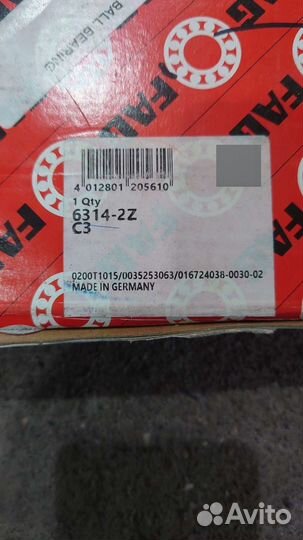 BALL BEARING
FAG
FAG
4 012801 205610
1 Qty
6314-2Z
C3
0200T1015/0035253063/016724038-0030-02
MADE IN GERMANY
Avito